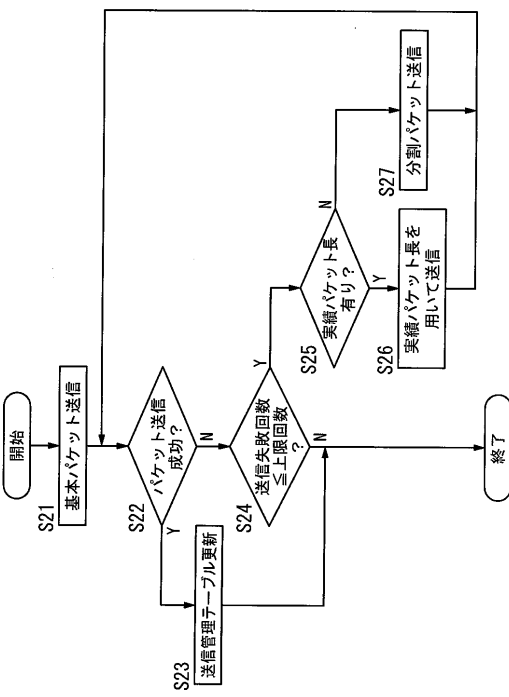 開始
S21
基本パケット送信
S22
パケット送信
成功?
Y
N
S23
送信管理テーブル更新
S24
送信失敗回数
≦上限回数
?
Y
N
S25
実績パケット長
有り?
N
Y
S26
実績パケット長を
用いて送信
S27
分割パケット送信
終了